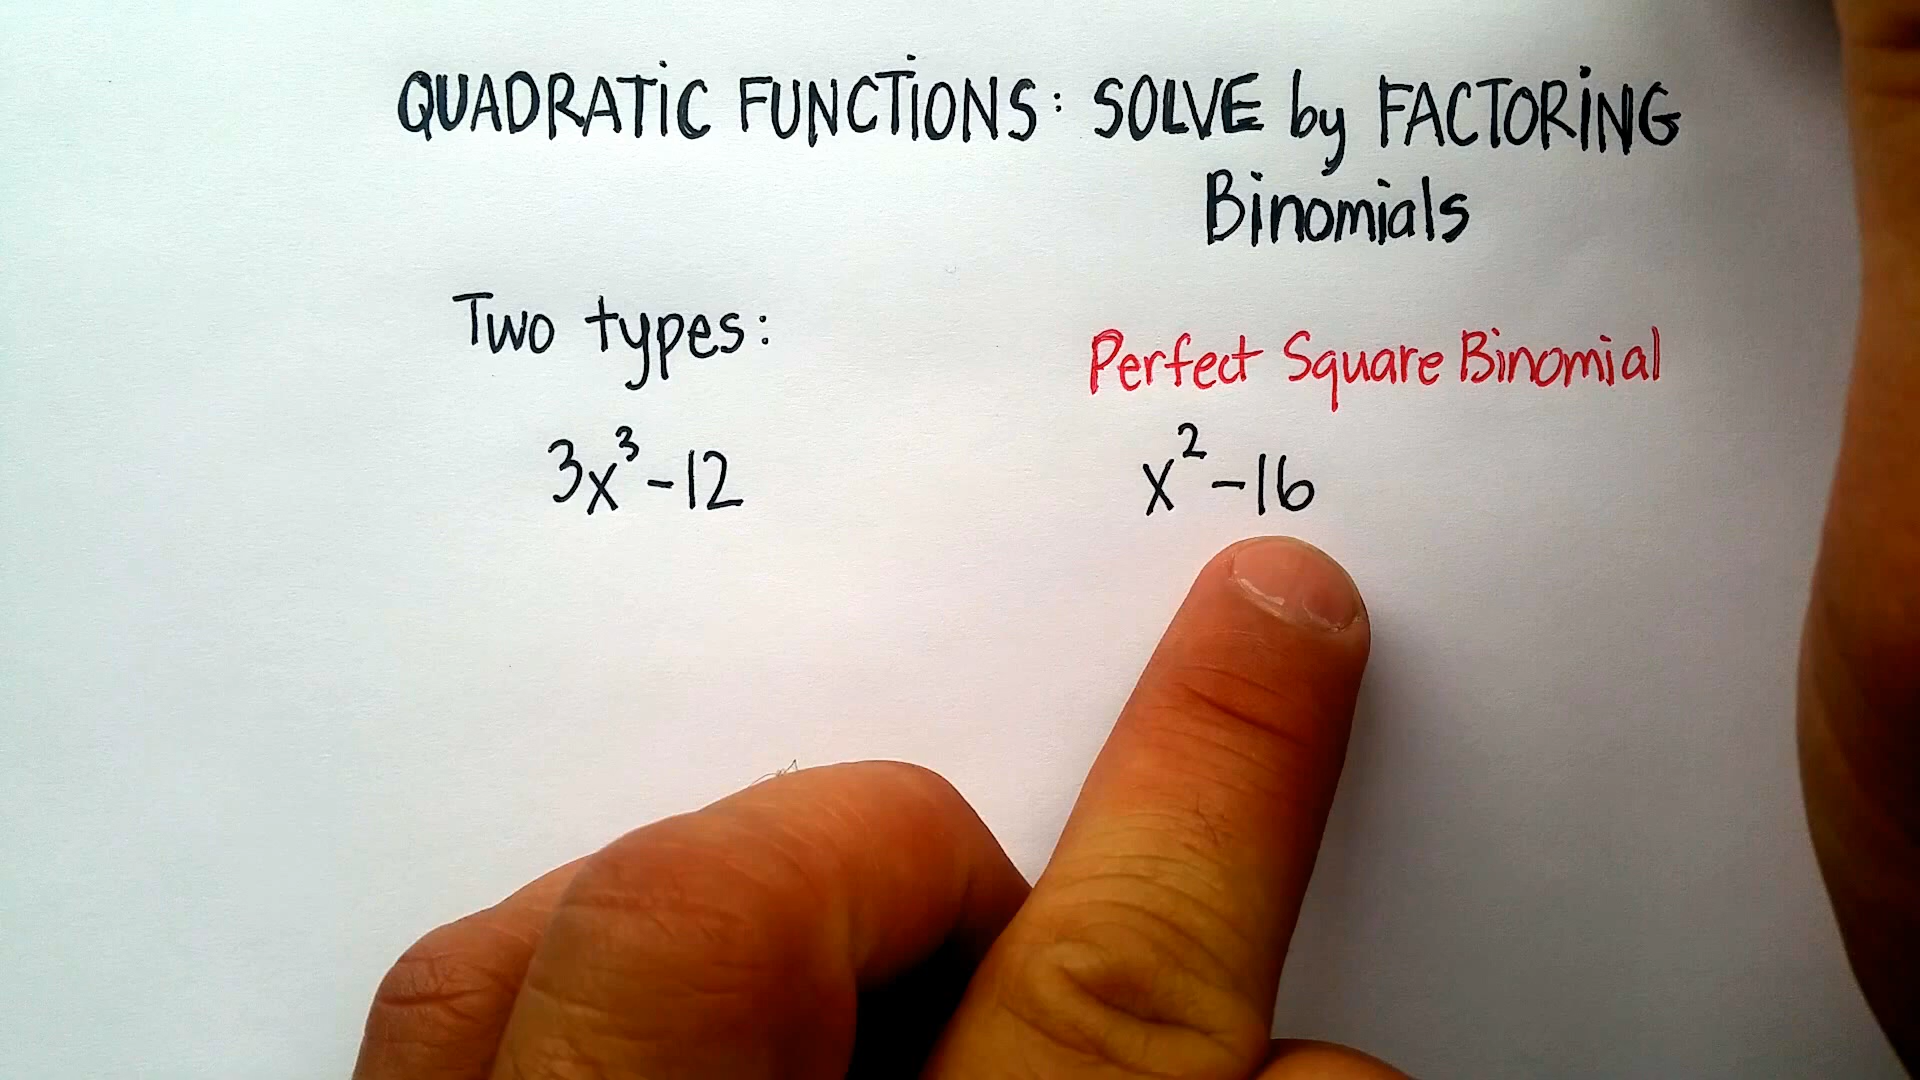 QUADRATIC FUNCTIONS: SOLVE by FACTORING
Binomials
Two types:
Perfect Square Binomial
3x³-12
x²-16